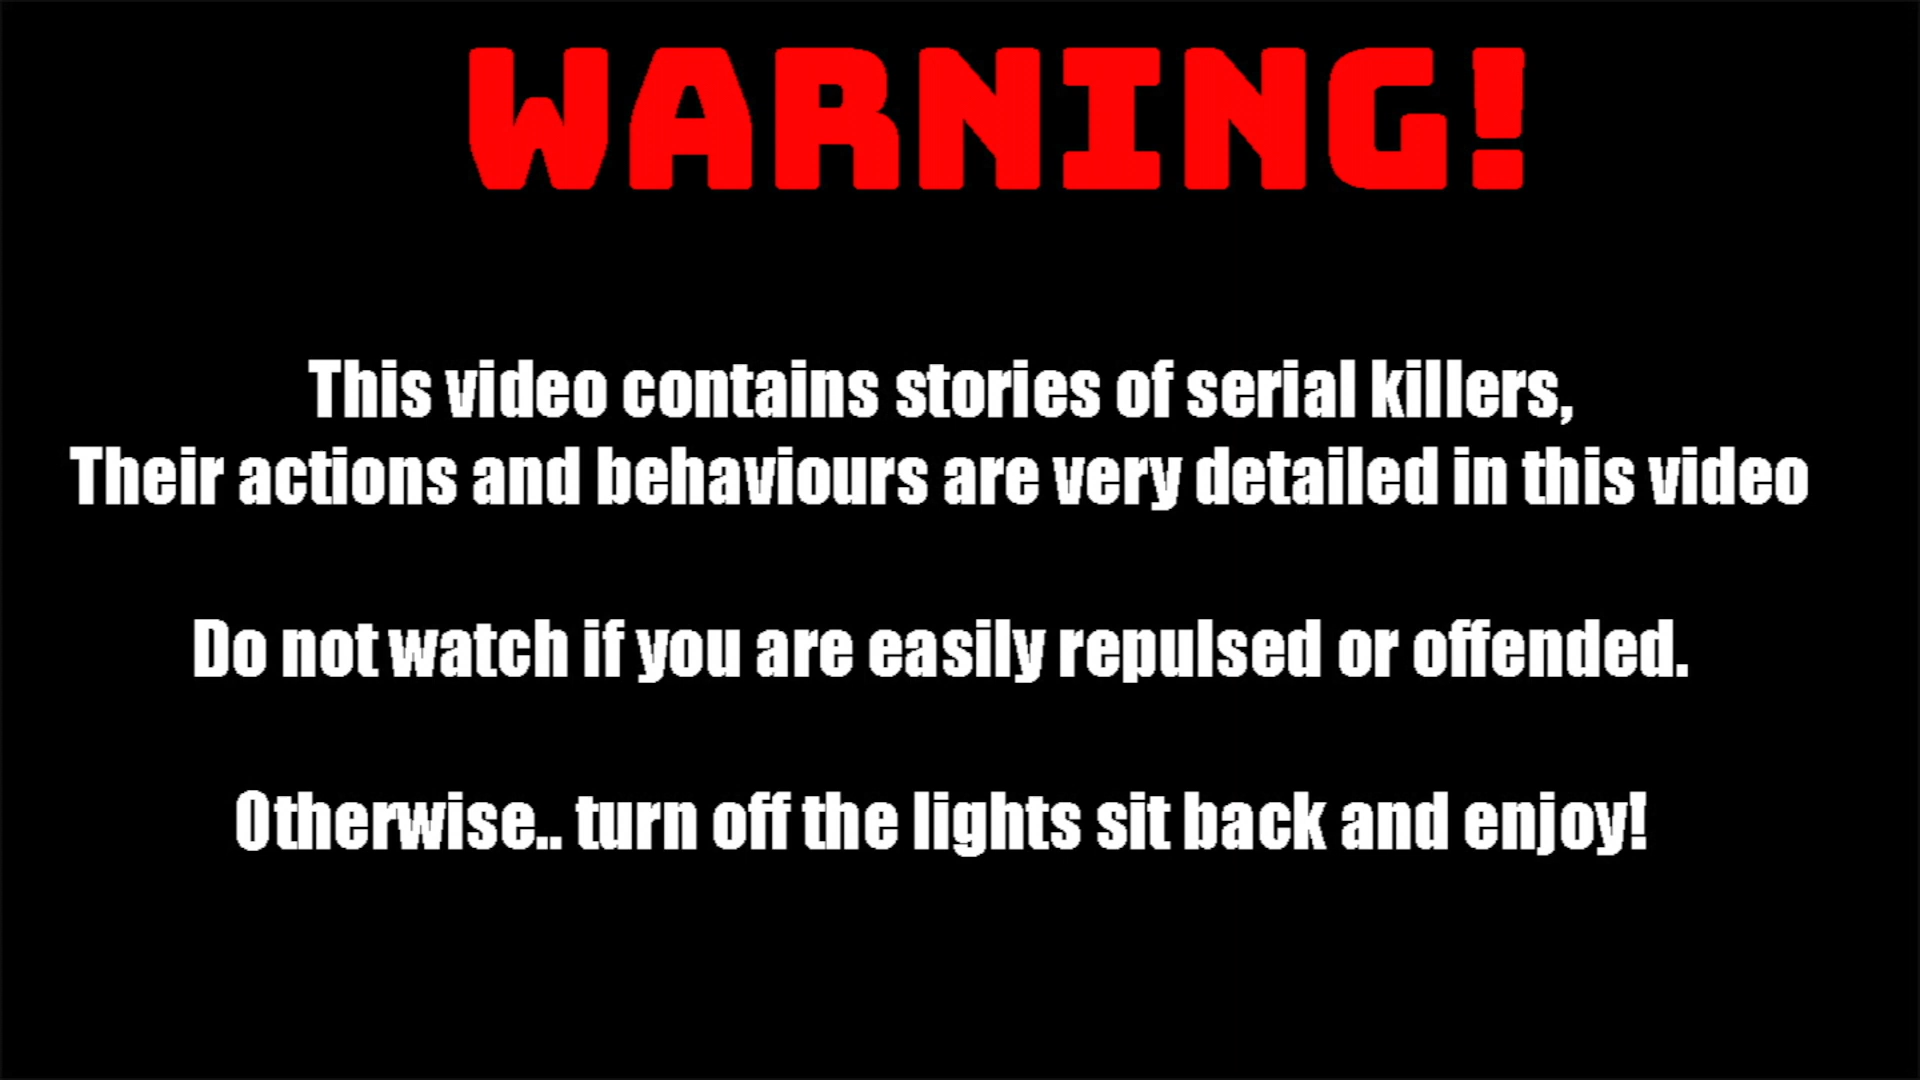 WARNING!
This video contains stories of serial killers,
Their actions and behaviours are very detailed in this video
Do not watch if you are easily repulsed or offended.
Otherwise.. turn off the lights sit back and enjoy!